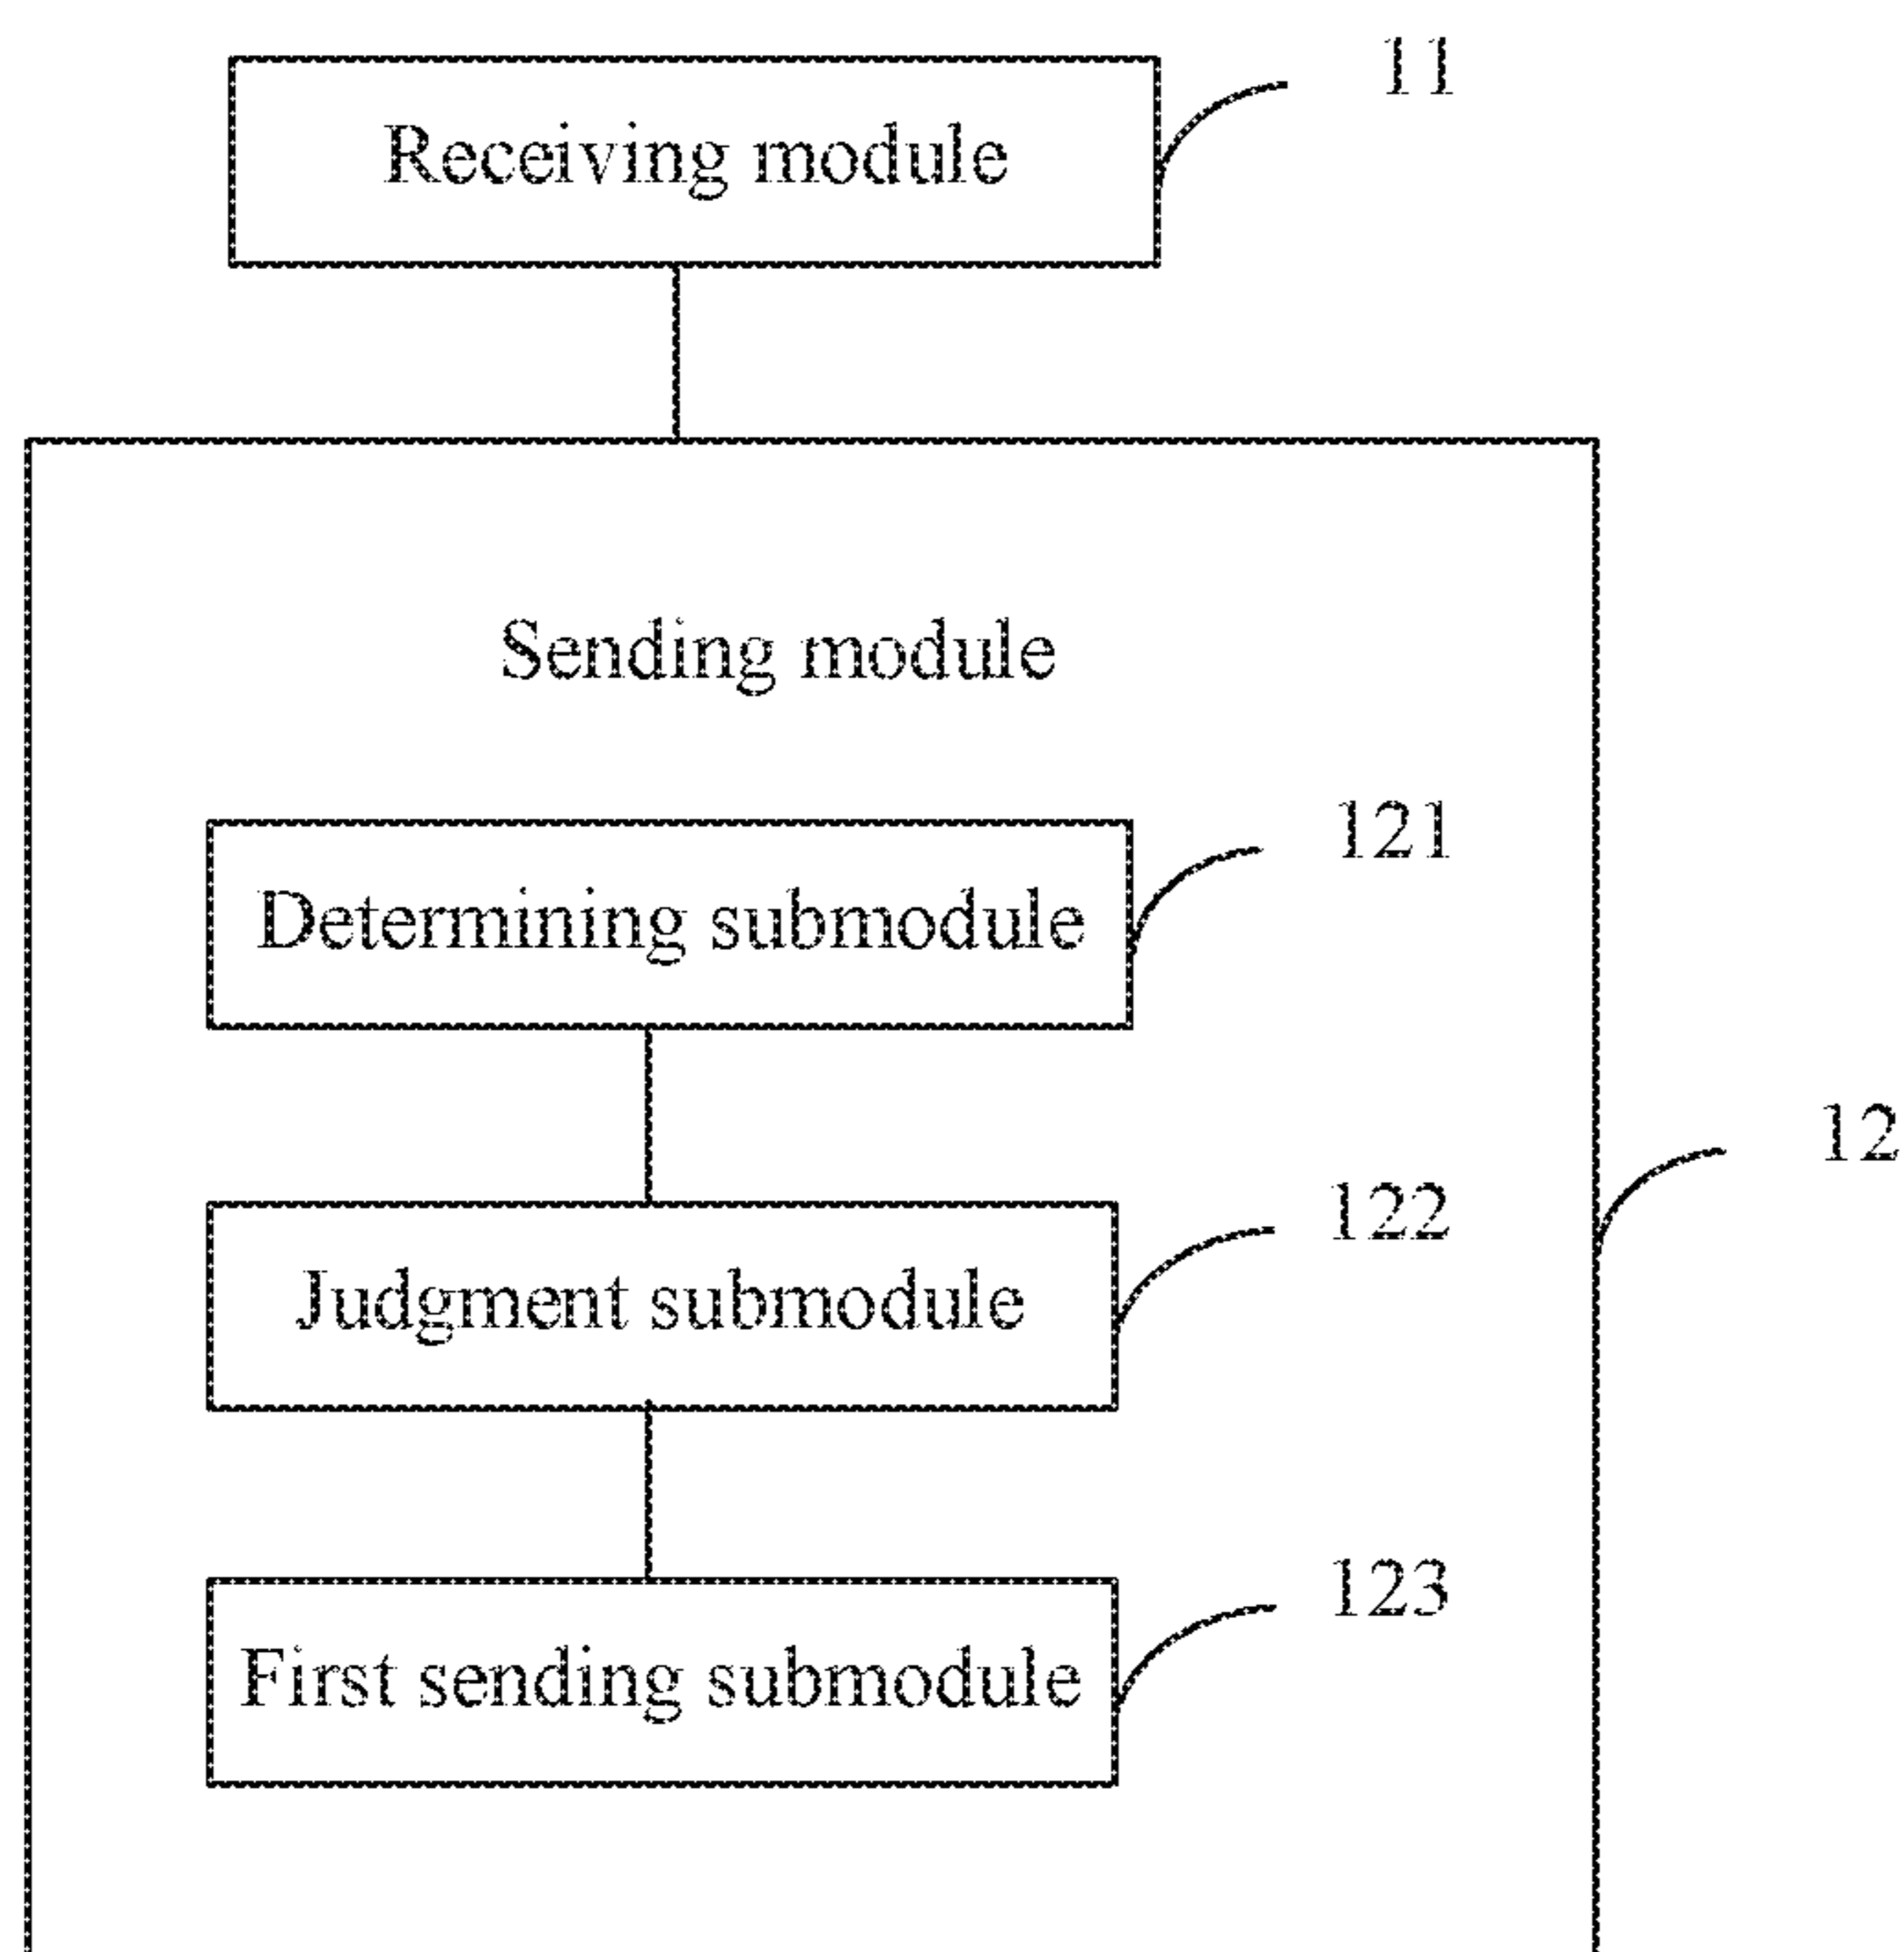 Receiving module
11
Sending module
Determining submodule
121
Judgment submodule
122
12
First sending submodule
123